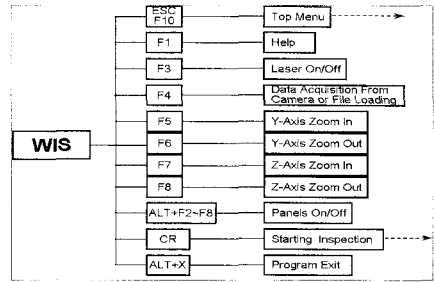 ESC
F10
Top Menu
F1
Help
F3
Laser On/Off
F4
Data Acquisition From
Camera or File Loading
F5
Y-Axis Zoom In
WIS
F6
Y-Axis Zoom Out
F7
Z-Axis Zoom In
F8
Z-Axis Zoom Out
ALT+F2~F8
Panels On/Off
CR
Starting Inspection
ALT+X
Program Exit